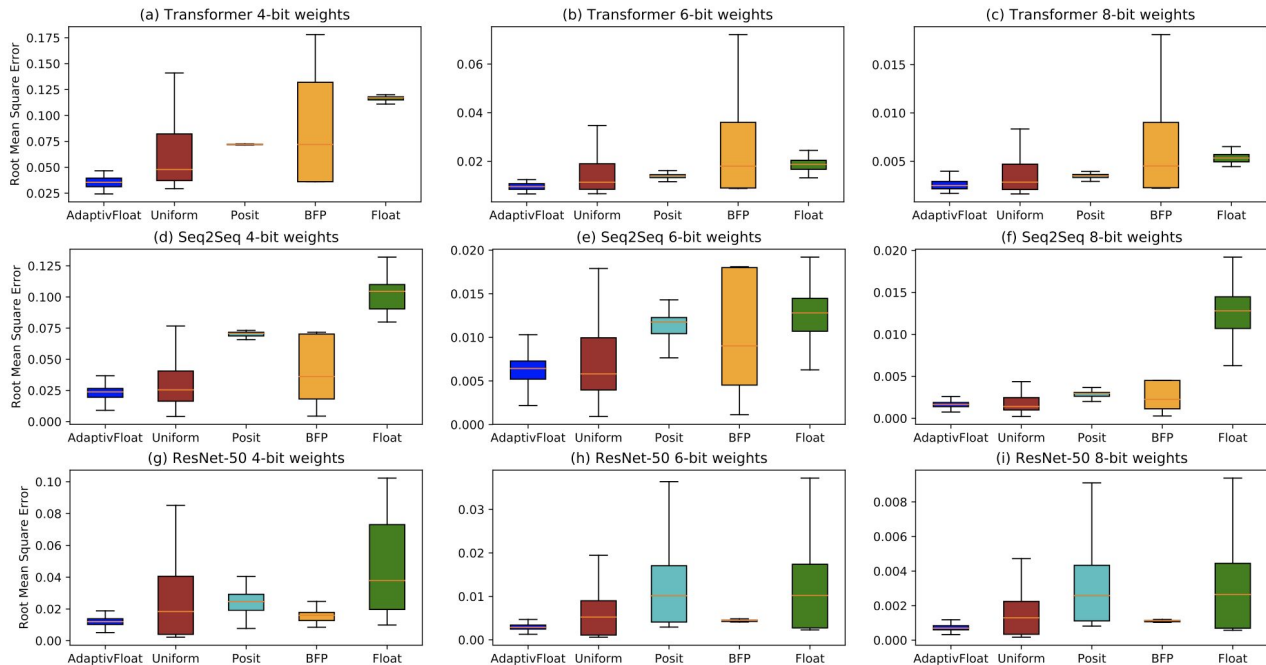 (a) Transformer 4-bit weights
(b) Transformer 6-bit weights
(c) Transformer 8-bit weights
Root Mean Square Error
0.175
0.150
0.125
0.100
0.075
0.050
0.025
AdaptivFloat Uniform Posit BFP Float
0.06
0.04
0.02
AdaptivFloat Uniform Posit BFP Float
0.015
0.010
0.005
AdaptivFloat Uniform Posit BFP Float
(d) Seq2Seq 4-bit weights
(e) Seq2Seq 6-bit weights
(f) Seq2Seq 8-bit weights
Root Mean Square Error
0.125
0.100
0.075
0.050
0.025
0.000
AdaptivFloat Uniform Posit BFP Float
0.020
0.015
0.010
0.005
0.000
AdaptivFloat Uniform Posit BFP Float
0.020
0.015
0.010
0.005
0.000
AdaptivFloat Uniform Posit BFP Float
(g) ResNet-50 4-bit weights
(h) ResNet-50 6-bit weights
(i) ResNet-50 8-bit weights
Root Mean Square Error
0.10
0.08
0.06
0.04
0.02
0.00
AdaptivFloat Uniform Posit BFP Float
0.03
0.02
0.01
0.00
AdaptivFloat Uniform Posit BFP Float
0.008
0.006
0.004
0.002
0.000
AdaptivFloat Uniform Posit BFP Float